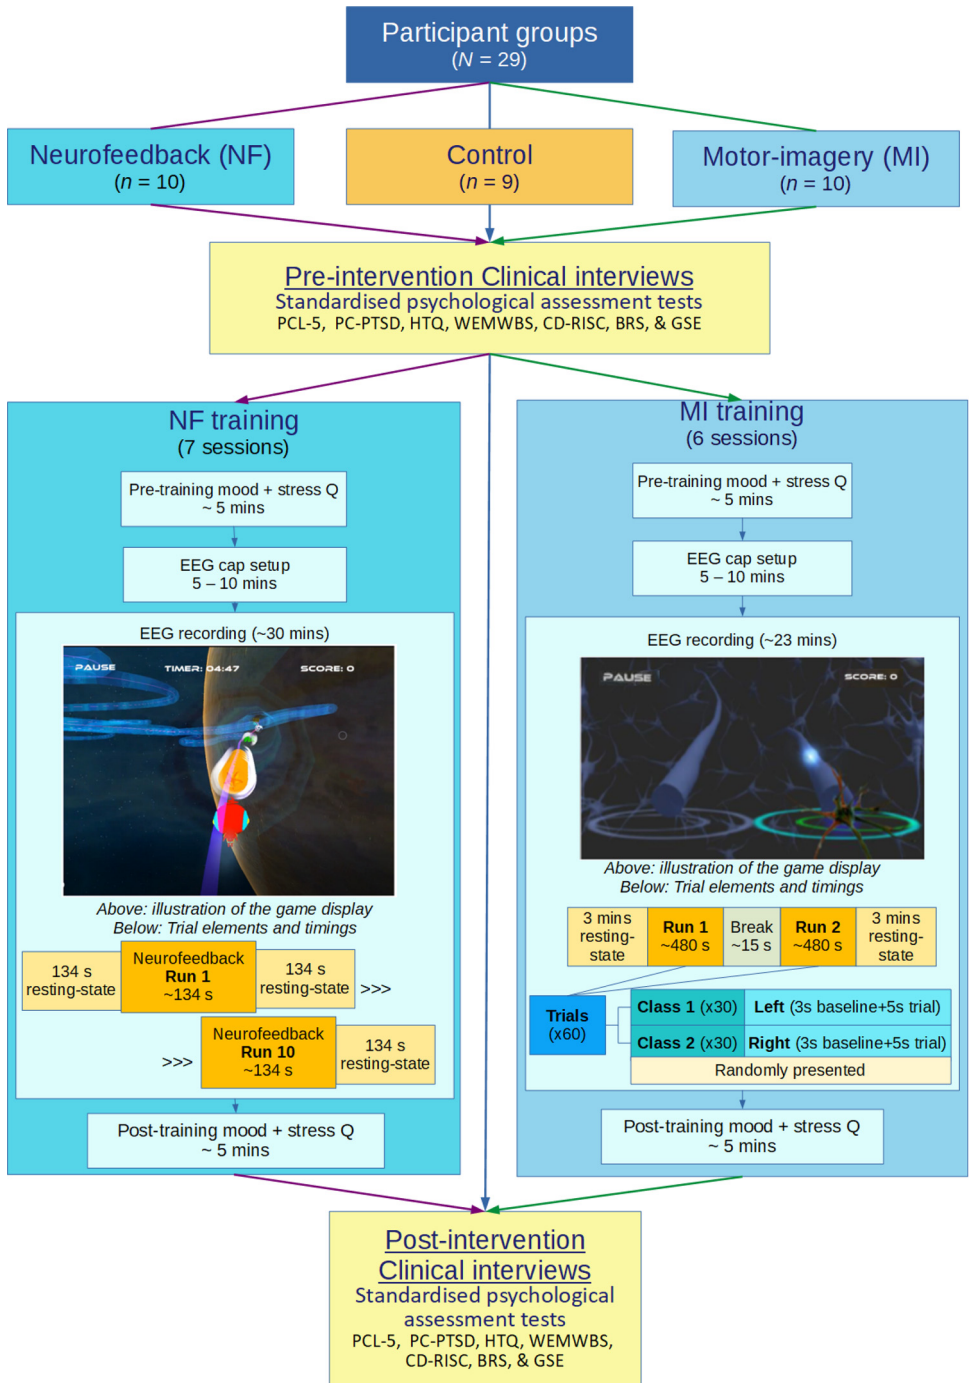 Participant groups
(N = 29)
Neurofeedback (NF)
(n = 10)
Control
(n = 9)
Motor-imagery (MI)
(n = 10)
Pre-intervention Clinical interviews
Standardised psychological assessment tests
PCL-5, PC-PTSD, HTQ, WEMWBS, CD-RISC, BRS, & GSE
NF training
(7 sessions)
Pre-training mood + stress Q
~ 5 mins
EEG cap setup
5 – 10 mins
EEG recording (~30 mins)
PAUSE
TIMER: 04:47
SCORE: 0
Above: illustration of the game display
Below: Trial elements and timings
134 s
resting-state
Neurofeedback
Run 1
~134 s
134 s
resting-state
>>>
>>>
Neurofeedback
Run 10
~134 s
134 s
resting-state
Post-training mood + stress Q
~ 5 mins
MI training
(6 sessions)
Pre-training mood + stress Q
~ 5 mins
EEG cap setup
5 – 10 mins
EEG recording (~23 mins)
PAUSE
SCORE: 0
Above: illustration of the game display
Below: Trial elements and timings
3 mins
resting-
state
Run 1
~480 s
Break
~15 s
Run 2
~480 s
3 mins
resting-
state
Trials
(x60)
Class 1 (x30)
Left (3s baseline+5s trial)
Class 2 (x30)
Right (3s baseline+5s trial)
Randomly presented
Post-training mood + stress Q
~ 5 mins
Post-intervention
Clinical interviews
Standardised psychological
assessment tests
PCL-5, PC-PTSD, HTQ, WEMWBS,
CD-RISC, BRS, & GSE